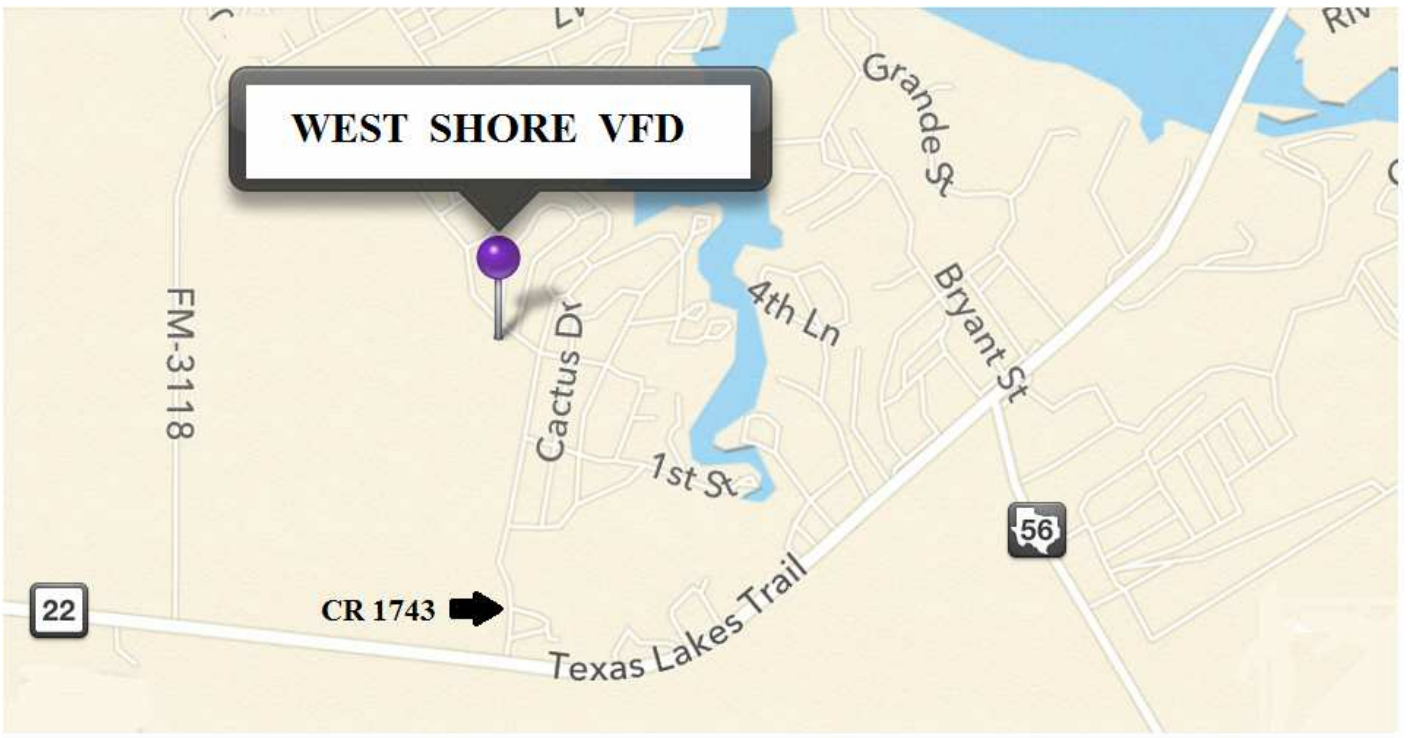 Grande St
WEST SHORE VFD
4th Ln
Bryant St
FM-3118
Cactus Dr
1st St
56
22
CR 1743
Texas Lakes Trail